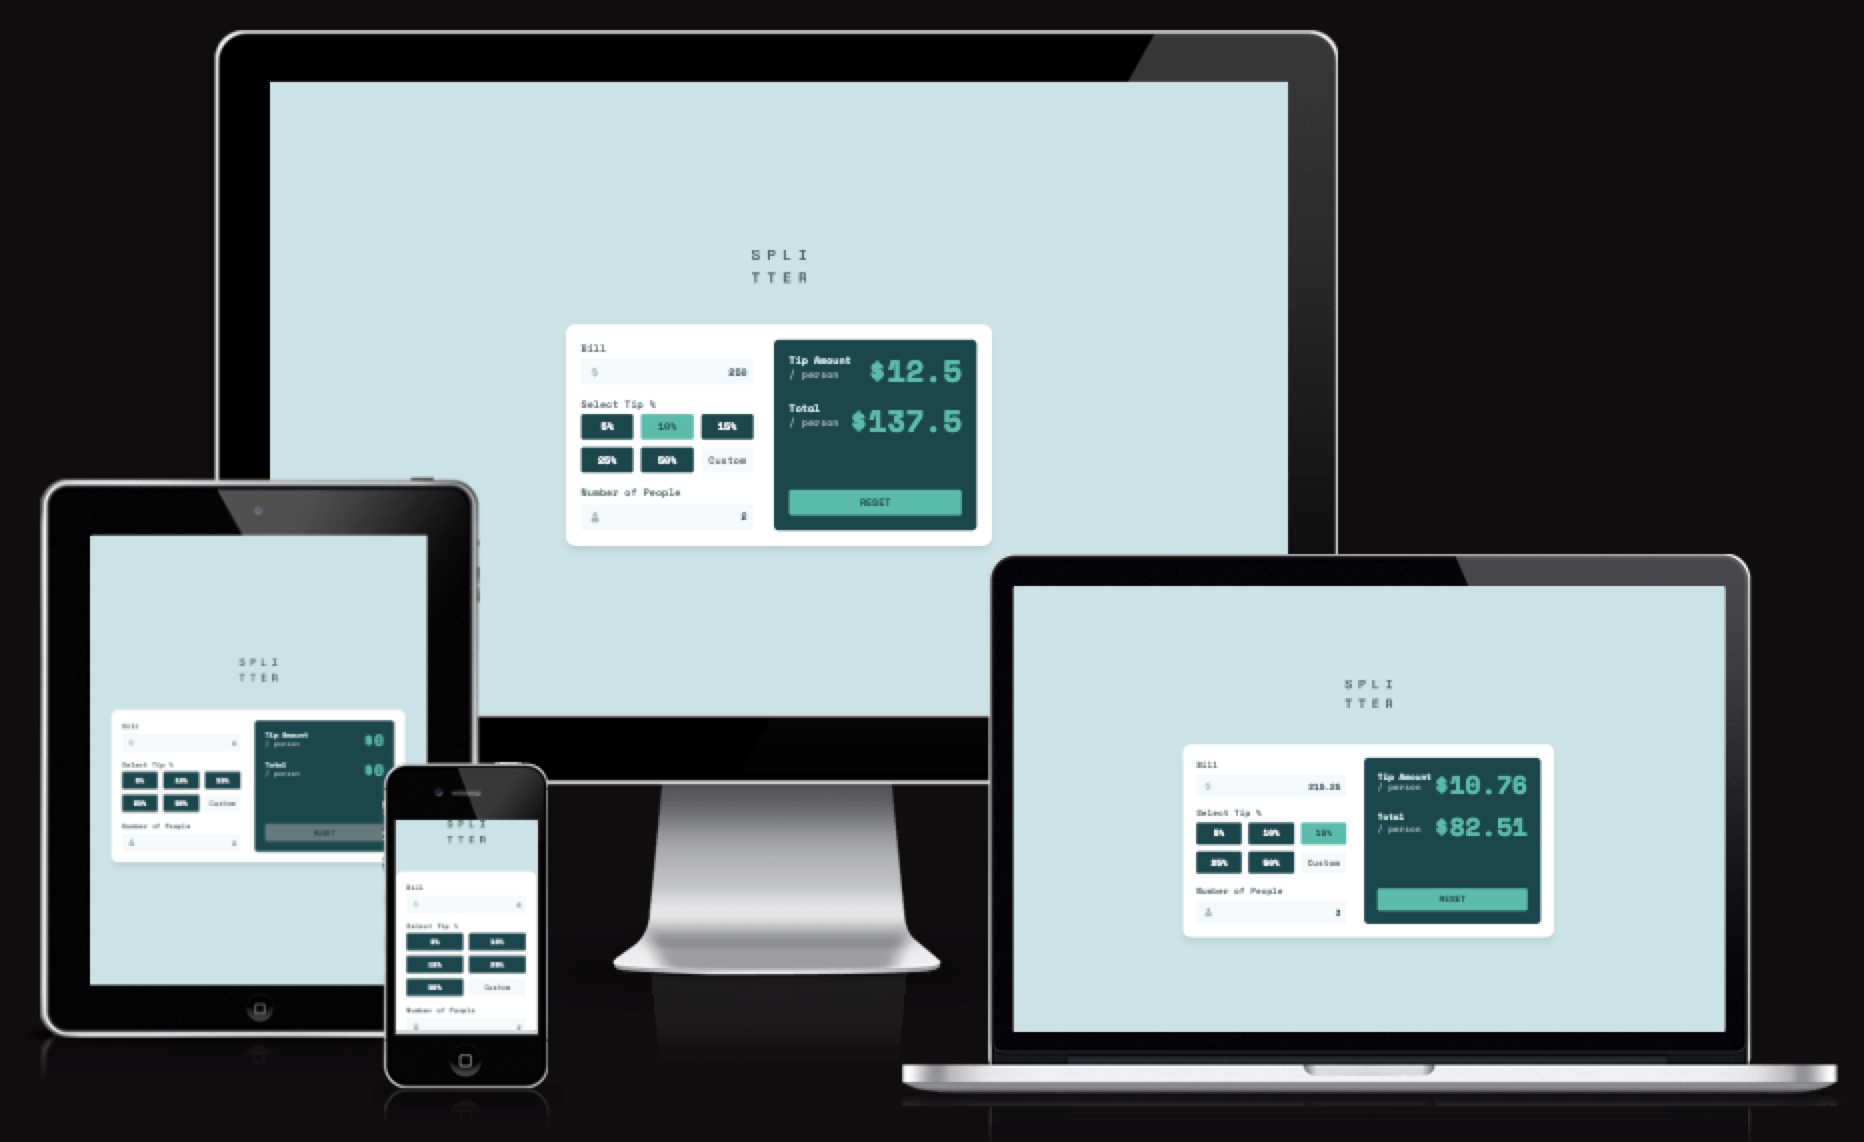 SPLI
TTER
Bill
$
250
Select Tip %
5%
10%
15%
25%
50%
Custom
Number of People
2
Tip Amount
/ person
$12.5
Total
/ person
$137.5
RESET
SPLI
TTER
Bill
$
0
Select Tip %
5%
10%
15%
25%
50%
Custom
Number of People
Tip Amount
/ person
$0
Total
/ person
$0
RESET
SPLI
TTER
Bill
$
0
Select Tip %
5%
10%
15%
25%
50%
Custom
Number of People
SPLI
TTER
Bill
$
215.25
Select Tip %
5%
10%
15%
25%
50%
Custom
Number of People
Tip Amount
/ person
$10.76
Total
/ person
$82.51
RESET